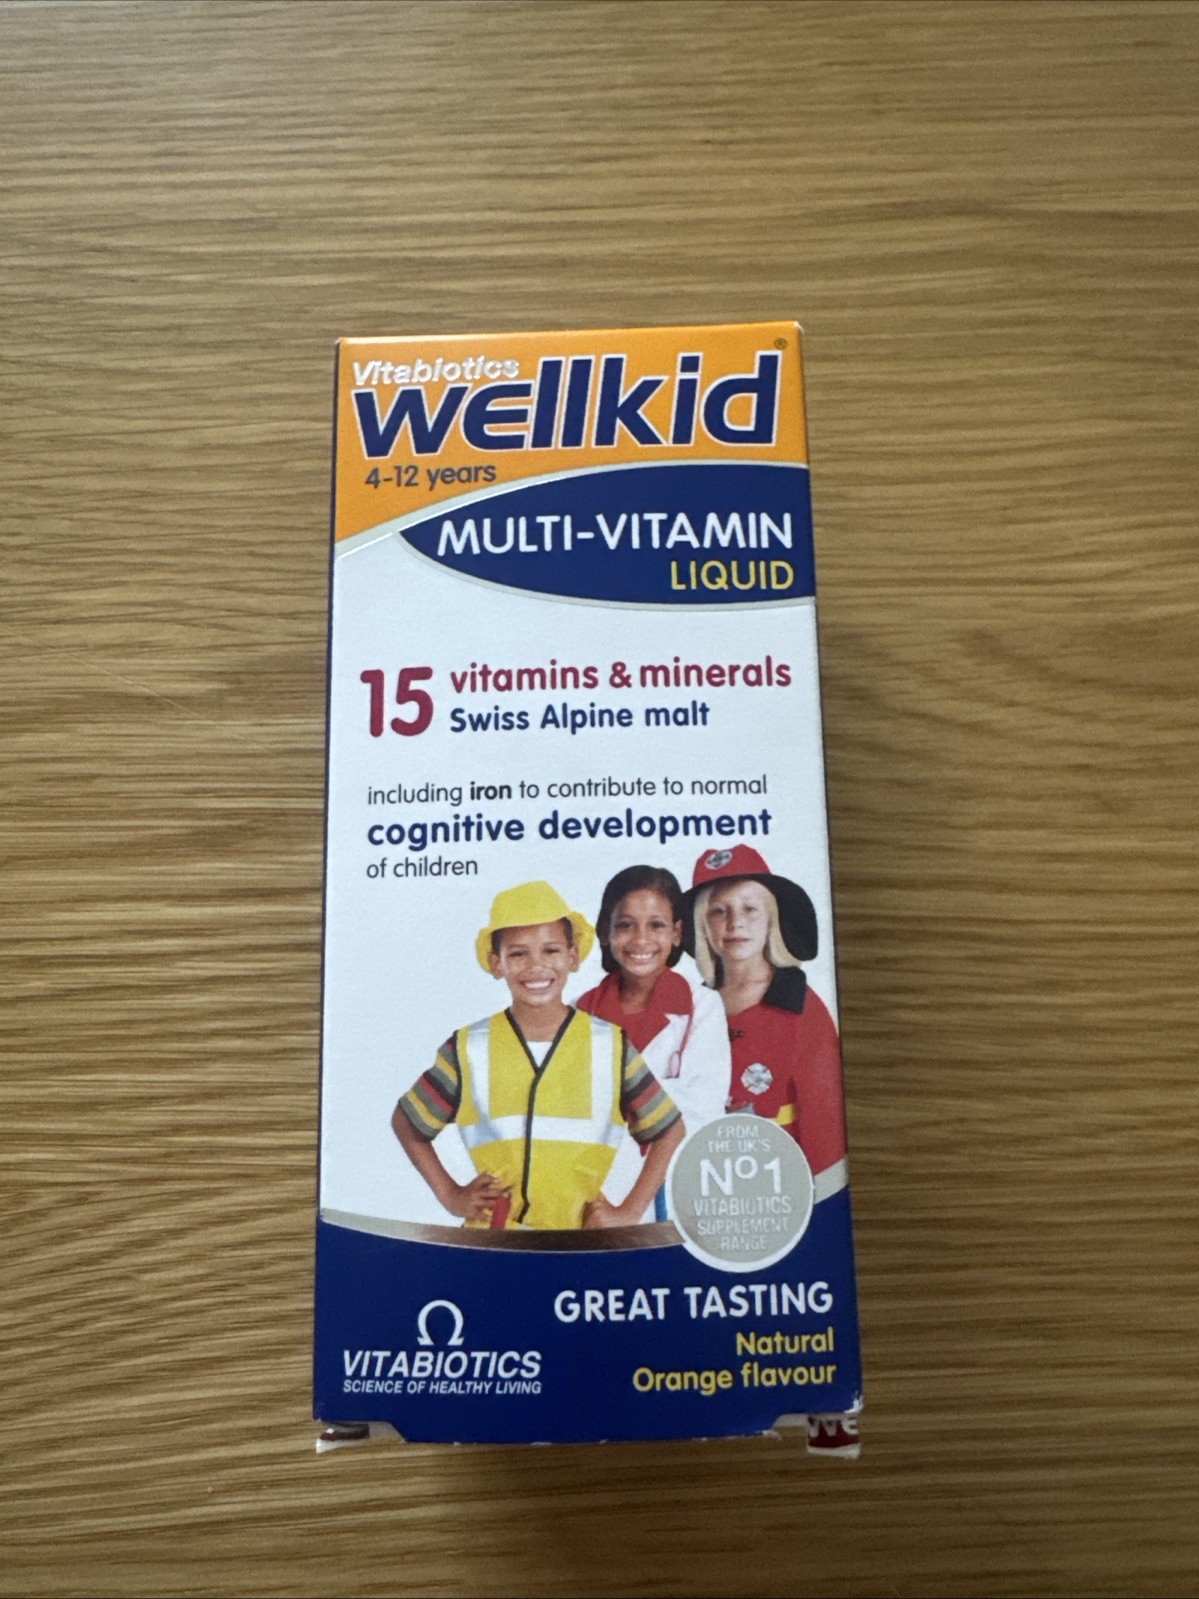 Vitabiotics
wellkid®
4-12 years
MULTI-VITAMIN
LIQUID
15 vitamins & minerals
Swiss Alpine malt
including iron to contribute to normal
cognitive development
of children
FROM
THE UK'S
Nº1
VITABIOTICS
SUPPLEMENT
RANGE
GREAT TASTING
Natural
Orange flavour
Ω
VITABIOTICS
SCIENCE OF HEALTHY LIVING
WE